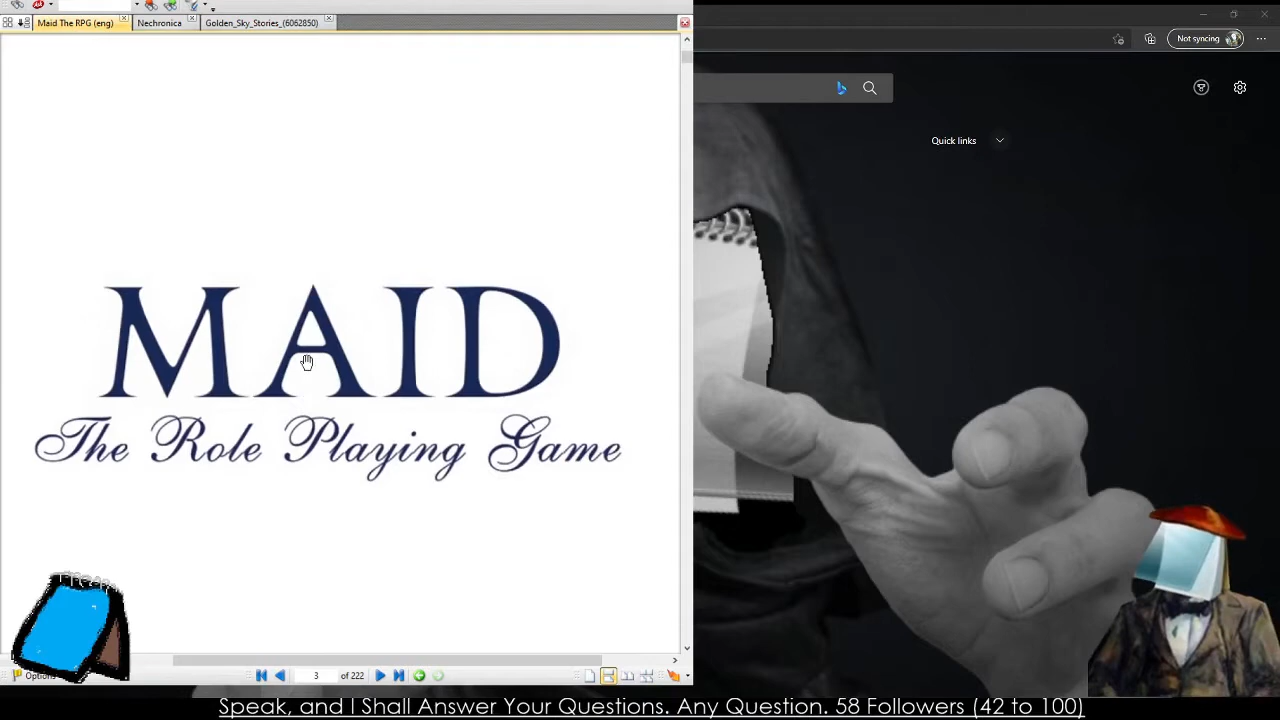 Maid The RPG (eng)
Nechronica
Golden_Sky_Stories_(6062850)
Not syncing
Quick links
MAID
The Role Playing Game
Options
3 of 222
Speak, and I Shall Answer Your Questions. Any Question. 58 Followers (42 to 100)